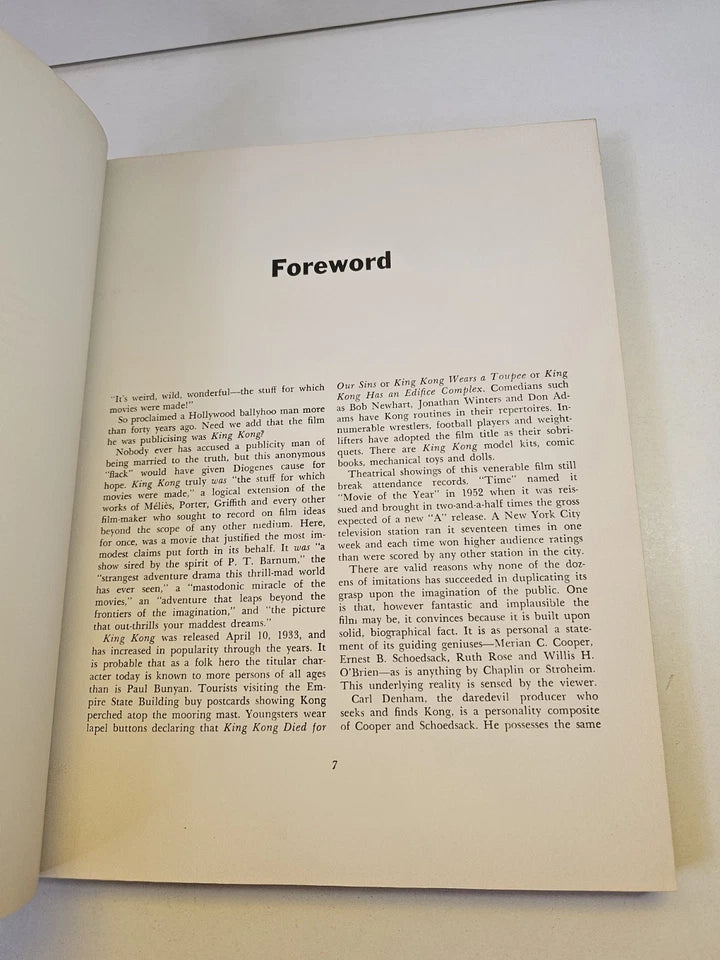 Foreword
"It's weird, wild, wonderful—the stuff for which
movies were made!"
So proclaimed a Hollywood ballyhoo man more
than forty years ago. Need we add that the film
he was publicising was King Kong?
Nobody ever has accused a publicity man of
being married to the truth, but this anonymous
"flack" would have given Diogenes cause for
hope. King Kong truly was "the stuff for which
movies were made," a logical extension of the
works of Méliès, Porter, Griffith and every other
film-maker who sought to record on film ideas
beyond the scope of any other medium. Here,
for once, was a movie that justified the most im-
modest claims put forth in its behalf. It was "a
show sired by the spirit of P. T. Barnum," the
"strangest adventure drama this thrill-mad world
has ever seen," a "mastodonic miracle of the
movies," an "adventure that leaps beyond the
frontiers of the imagination," and "the picture
that out-thrills your maddest dreams."
King Kong was released April 10, 1933, and
has increased in popularity through the years. It
is probable that as a folk hero the titular char-
acter today is known to more persons of all ages
than is Paul Bunyan. Tourists visiting the Em-
pire State Building buy postcards showing Kong
perched atop the mooring mast. Youngsters wear
lapel buttons declaring that King Kong Died for
Our Sins or King Kong Wears a Toupee or King
Kong Has an Edifice Complex. Comedians such
as Bob Newhart, Jonathan Winters and Don Ad-
ams have Kong routines in their repertoires. In-
numerable wrestlers, football players and weight-
lifters have adopted the film title as their sobri-
quets. There are King Kong model kits, comic
books, mechanical toys and dolls.
Theatrical showings of this venerable film still
break attendance records. "Time" named it
"Movie of the Year" in 1952 when it was reis-
sued and brought in two-and-a-half times the gross
expected of a new "A" release. A New York City
television station ran it seventeen times in one
week and each time won higher audience ratings
than were scored by any other station in the city.
There are valid reasons why none of the doz-
ens of imitations has succeeded in duplicating its
grasp upon the imagination of the public. One
is that, however fantastic and implausible the
film may be, it convinces because it is built upon
solid, biographical fact. It is as personal a state-
ment of its guiding geniuses—Merian C. Cooper,
Ernest B. Schoedsack, Ruth Rose and Willis H.
O'Brien—as is anything by Chaplin or Stroheim.
This underlying reality is sensed by the viewer.
Carl Denham, the daredevil producer who
seeks and finds Kong, is a personality composite
of Cooper and Schoedsack. He possesses the same
7